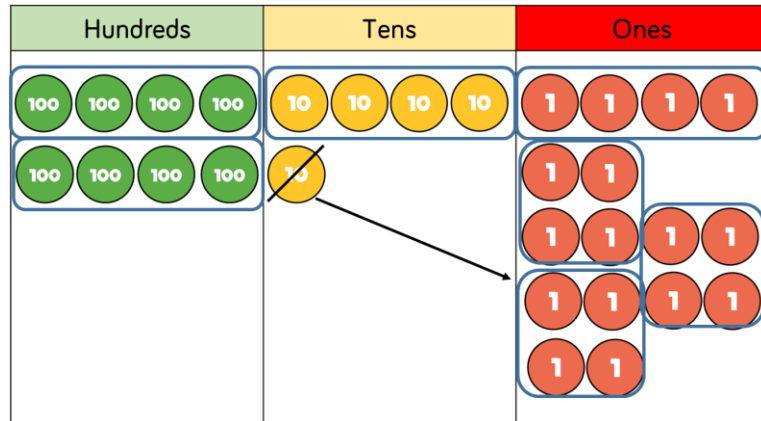 Hundreds Tens Ones
100 100 100 100 10 10 10 10 1 1 1 1
100 100 100 100 10 1 1
1 1 1 1
1 1 1 1
1 1